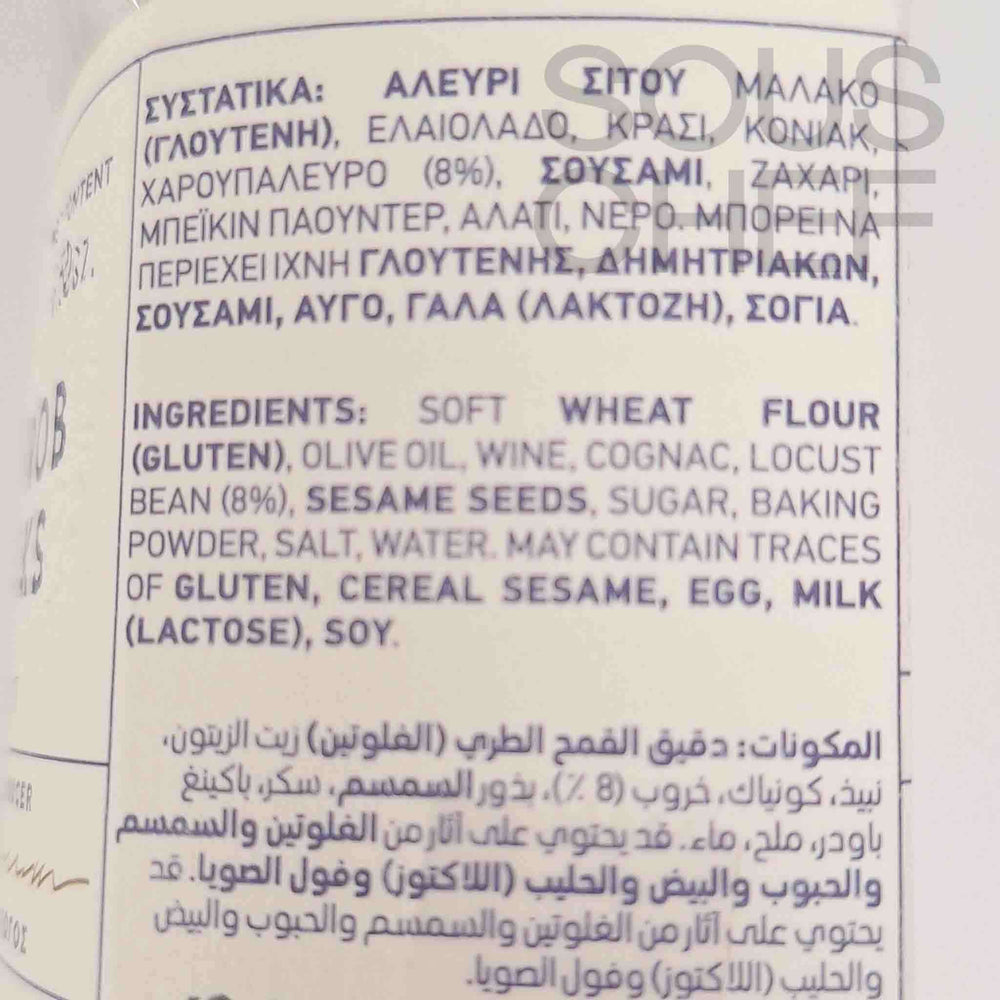 SOUS
CHEF
ONTENT
ΣΥΣΤΑΤΙΚΑ: ΑΛΕΥΡΙ ΣΙΤΟΥ ΜΑΛΑΚΟ
(ΓΛΟΥΤΕΝΗ), ΕΛΑΙΟΛΑΔΟ, ΚΡΑΣΙ, ΚΟΝΙΑΚ,
ΧΑΡΟΥΠΑΛΕΥΡΟ (8%), ΣΟΥΣΑΜΙ, ΖΑΧΑΡΙ,
ΜΠΕΪΚΙΝ ΠΑΟΥΝΤΕΡ, ΑΛΑΤΙ, ΝΕΡΟ. ΜΠΟΡΕΙ ΝΑ
ΠΕΡΙΕΧΕΙ ΙΧΝΗ ΓΛΟΥΤΕΝΗΣ, ΔΗΜΗΤΡΙΑΚΩΝ,
ΣΟΥΣΑΜΙ, ΑΥΓΟ, ΓΑΛΑ (ΛΑΚΤΟΖΗ), ΣΟΓΙΑ.
INGREDIENTS: SOFT WHEAT FLOUR
(GLUTEN), OLIVE OIL, WINE, COGNAC, LOCUST
BEAN (8%), SESAME SEEDS, SUGAR, BAKING
POWDER, SALT, WATER. MAY CONTAIN TRACES
OF GLUTEN, CEREAL SESAME, EGG, MILK
(LACTOSE), SOY.
المكونات: دقيق القمح الطري (الغلوتين) زيت الزيتون،
نبيذ، كونياك، خروب (8 ٪)، بذور السمسم، سكر، باكينغ
باودر، ملح، ماء. قد يحتوي على آثار من الغلوتين والسمسم
والحبوب والبيض والحليب (اللاكتوز) وفول الصويا. قد
يحتوي على آثار من الغلوتين والسمسم والحبوب والبيض
والحليب (اللاكتوز) وفول الصويا.